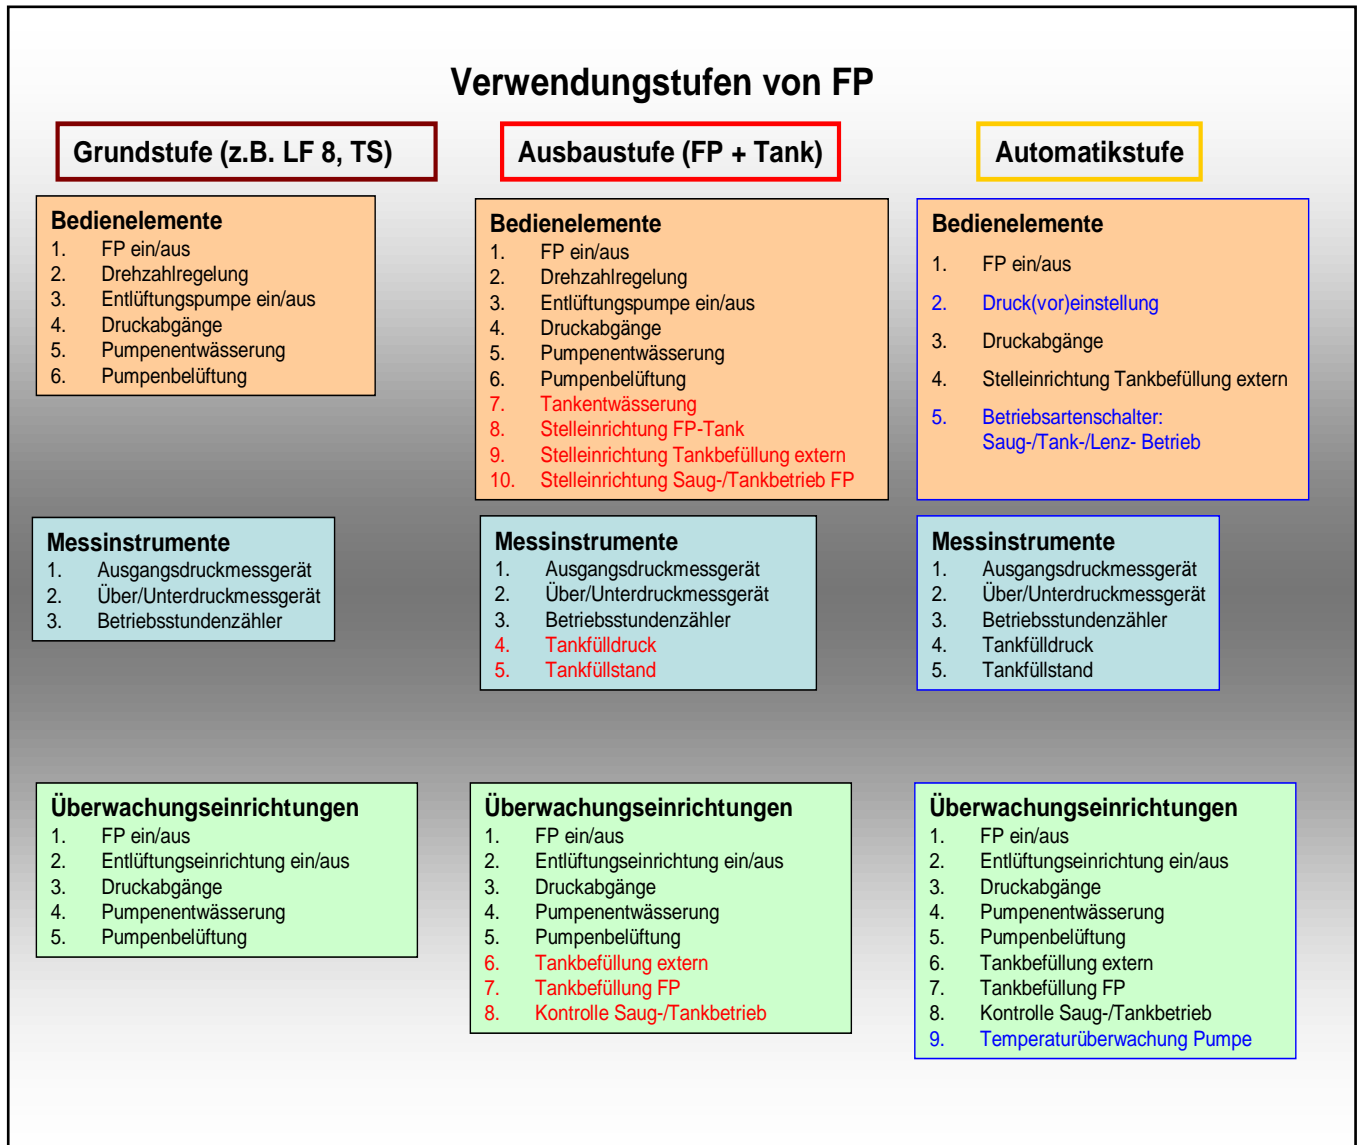 Verwendungstufen von FP
Grundstufe (z.B. LF 8, TS)
Bedienelemente
1. FP ein/aus
2. Drehzahlregelung
3. Entlüftungspumpe ein/aus
4. Druckabgänge
5. Pumpenentwässerung
6. Pumpenbelüftung
Messinstrumente
1. Ausgangsdruckmessgerät
2. Über/Unterdruckmessgerät
3. Betriebsstundenzähler
Überwachungseinrichtungen
1. FP ein/aus
2. Entlüftungseinrichtung ein/aus
3. Druckabgänge
4. Pumpenentwässerung
5. Pumpenbelüftung
Ausbaustufe (FP + Tank)
Bedienelemente
1. FP ein/aus
2. Drehzahlregelung
3. Entlüftungspumpe ein/aus
4. Druckabgänge
5. Pumpenentwässerung
6. Pumpenbelüftung
7. Tankentwässerung
8. Stelleinrichtung FP-Tank
9. Stelleinrichtung Tankbefüllung extern
10. Stelleinrichtung Saug-/Tankbetrieb FP
Messinstrumente
1. Ausgangsdruckmessgerät
2. Über/Unterdruckmessgerät
3. Betriebsstundenzähler
4. Tankfülldruck
5. Tankfüllstand
Überwachungseinrichtungen
1. FP ein/aus
2. Entlüftungseinrichtung ein/aus
3. Druckabgänge
4. Pumpenentwässerung
5. Pumpenbelüftung
6. Tankbefüllung extern
7. Tankbefüllung FP
8. Kontrolle Saug-/Tankbetrieb
Automatikstufe
Bedienelemente
1. FP ein/aus
2. Druck(vor)einstellung
3. Druckabgänge
4. Stelleinrichtung Tankbefüllung extern
5. Betriebsartenschalter:
Saug-/Tank-/Lenz- Betrieb
Messinstrumente
1. Ausgangsdruckmessgerät
2. Über/Unterdruckmessgerät
3. Betriebsstundenzähler
4. Tankfülldruck
5. Tankfüllstand
Überwachungseinrichtungen
1. FP ein/aus
2. Entlüftungseinrichtung ein/aus
3. Druckabgänge
4. Pumpenentwässerung
5. Pumpenbelüftung
6. Tankbefüllung extern
7. Tankbefüllung FP
8. Kontrolle Saug-/Tankbetrieb
9. Temperaturüberwachung Pumpe